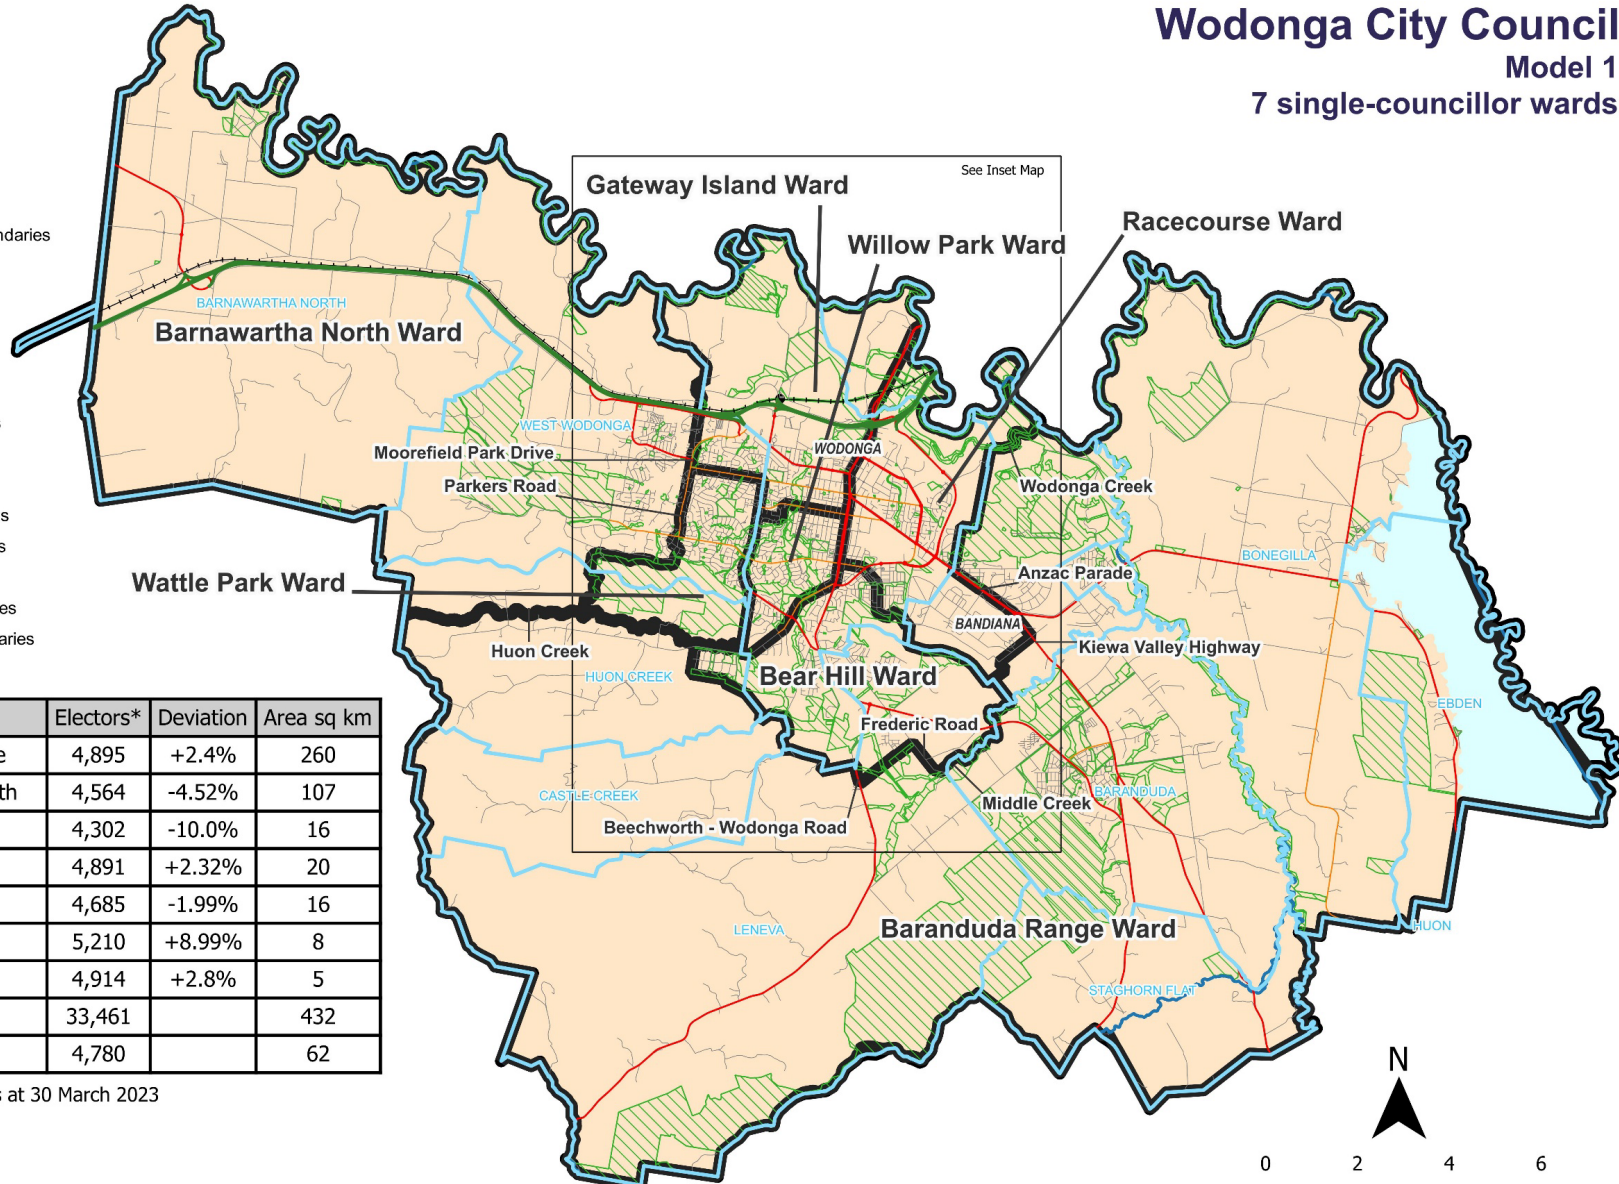 Wodonga City Council
Model 1
7 single-councillor wards
See Inset Map
Gateway Island Ward
Racecourse Ward
Willow Park Ward
ndaries
BARNAWARTHA NORTH
Barnawartha North Ward
WEST WODONGA
WODONGA
Moorefield Park Drive
Parkers Road
Wodonga Creek
s
s
BONEGILLA
Anzac Parade
Wattle Park Ward
es
BANDIANA
aries
Huon Creek
Kiewa Valley Highway
HUON CREEK
Bear Hill Ward
EBDEN
Frederic Road
CASTLE CREEK
BARANDUDA
Middle Creek
Beechworth - Wodonga Road
LENEVA
Baranduda Range Ward
HUON
STAGHORN FLAT
Electors* Deviation Area sq km
e 4,895 +2.4% 260
th 4,564 -4.52% 107
4,302 -10.0% 16
4,891 +2.32% 20
4,685 -1.99% 16
5,210 +8.99% 8
4,914 +2.8% 5
33,461 432
4,780 62
s at 30 March 2023
N
0 2 4 6